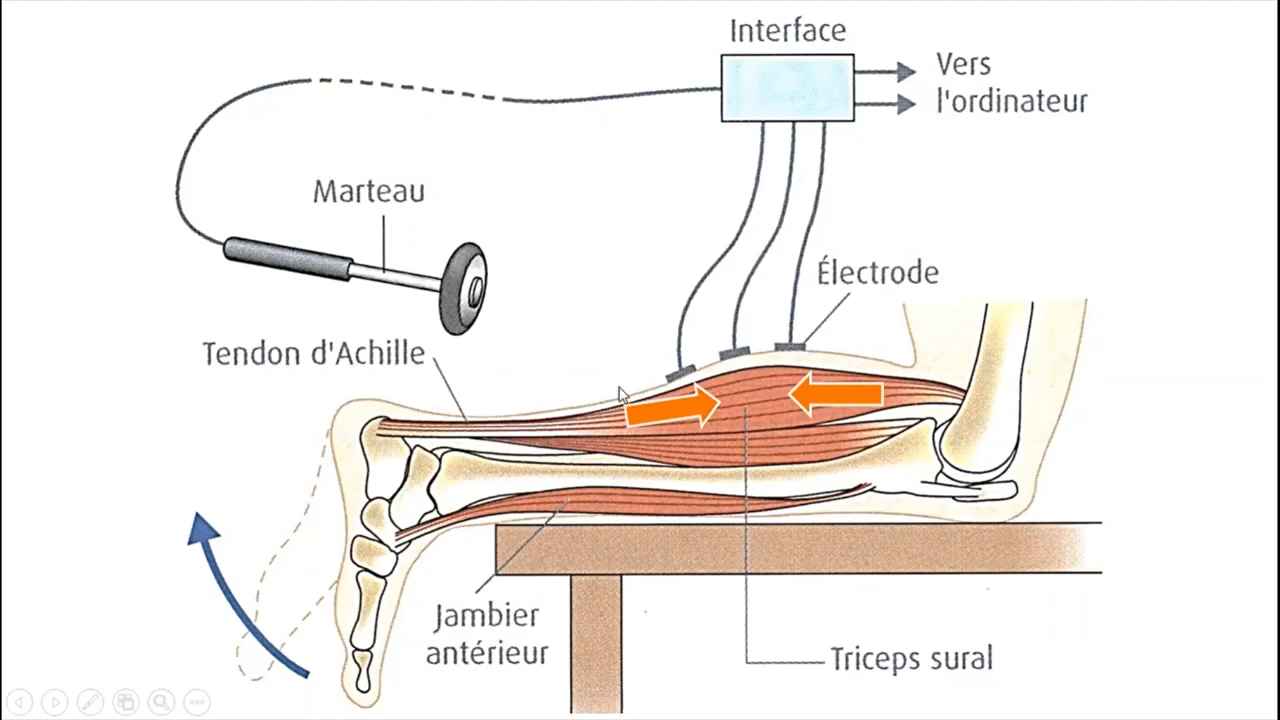 Interface
Vers
l'ordinateur
Marteau
Électrode
Tendon d'Achille
Jambier
antérieur
Triceps sural